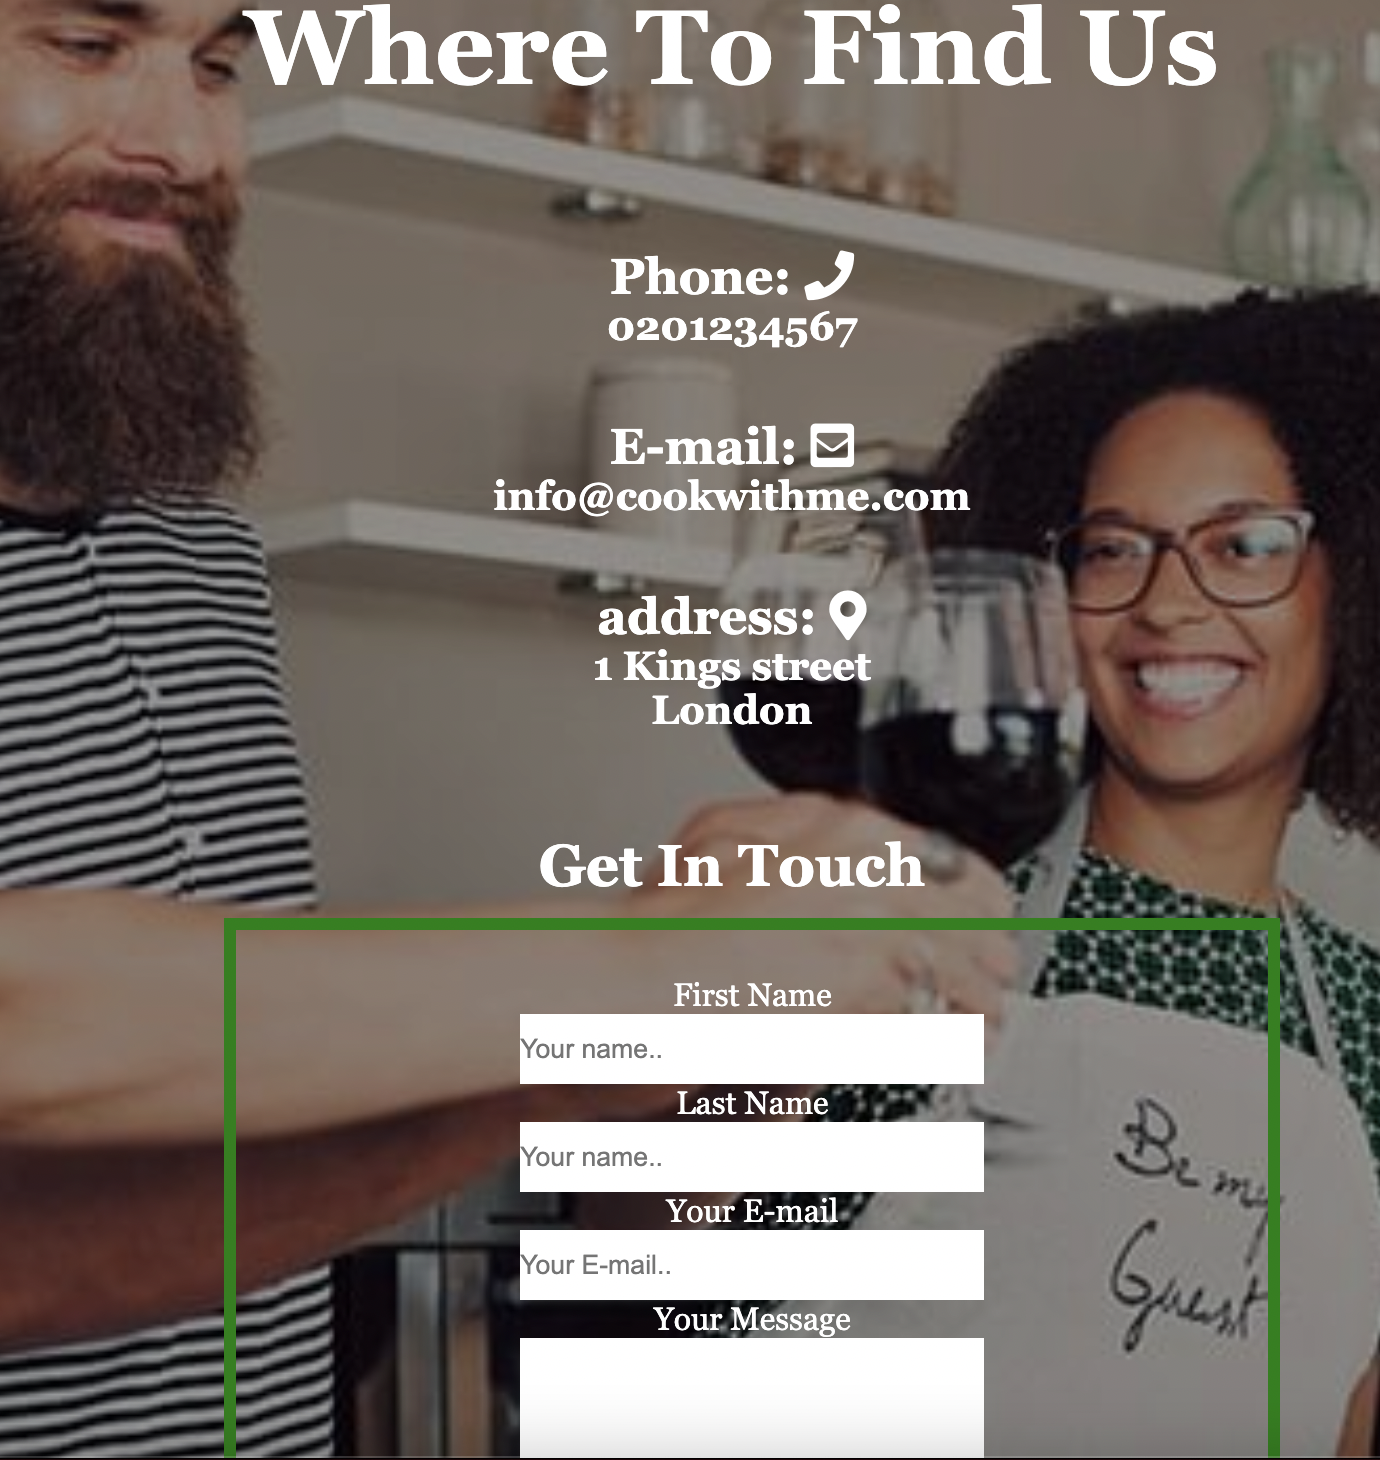 Where To Find Us
Phone:
0201234567
E-mail:
info@cookwithme.com
address:
1 Kings street
London
Get In Touch
First Name
Your name..
Last Name
Your name..
Your E-mail
Your E-mail..
Your Message
Be my
Guest